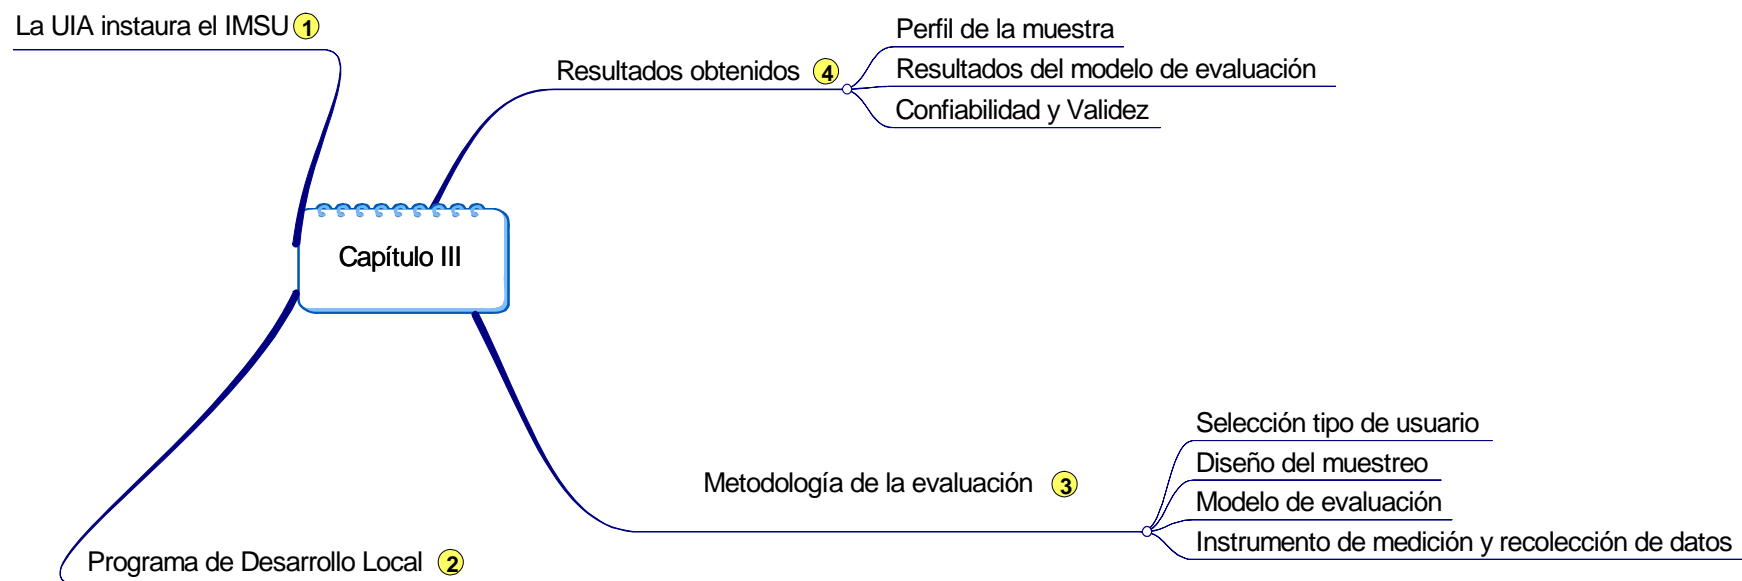 La UIA instaura el IMSU 1
Resultados obtenidos 4
Perfil de la muestra
Resultados del modelo de evaluación
Confiabilidad y Validez
Capítulo III
Metodología de la evaluación 3
Selección tipo de usuario
Diseño del muestreo
Modelo de evaluación
Instrumento de medición y recolección de datos
Programa de Desarrollo Local 2